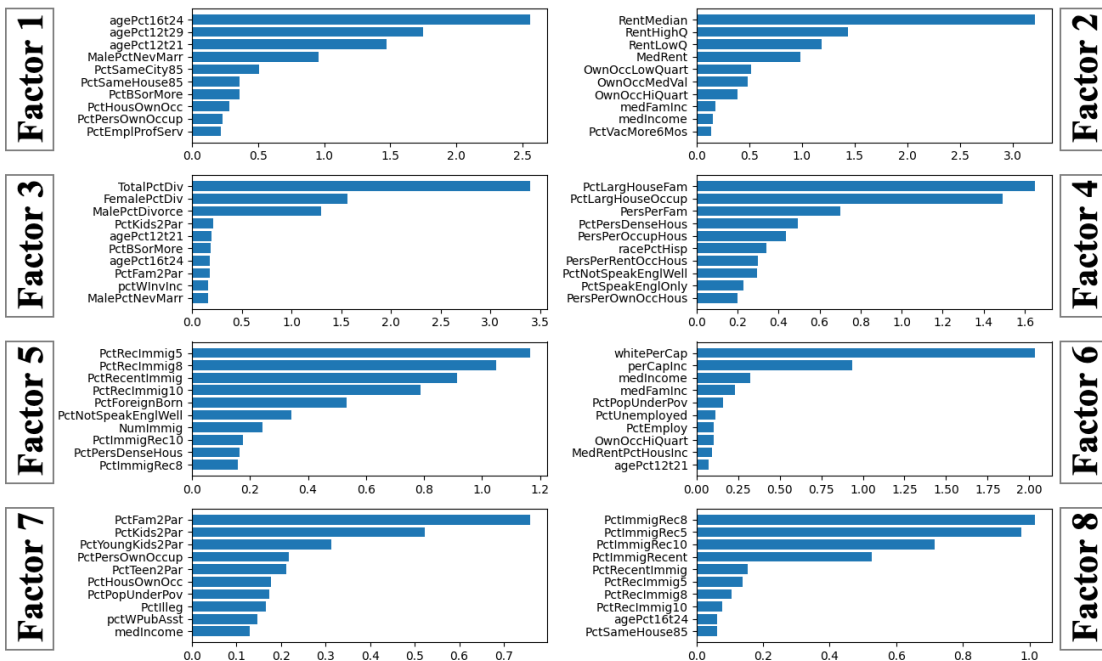 Factor 1
agePct16t24
agePct12t29
agePct12t21
MalePctNevMarr
PctSameCity85
PctSameHouse85
PctBSorMore
PctHousOwnOcc
PctPersOwnOccup
PctEmplProfServ
0.0 0.5 1.0 1.5 2.0 2.5
Factor 2
RentMedian
RentHighQ
RentLowQ
MedRent
OwnOccLowQuart
OwnOccMedVal
OwnOccHiQuart
medFamInc
medIncome
PctVacMore6Mos
0.0 0.5 1.0 1.5 2.0 2.5 3.0
Factor 3
TotalPctDiv
FemalePctDiv
MalePctDivorce
PctKids2Par
agePct12t21
PctBSorMore
agePct16t24
PctFam2Par
pctWInvInc
MalePctNevMarr
0.0 0.5 1.0 1.5 2.0 2.5 3.0 3.5
Factor 4
PctLargHouseFam
PctLargHouseOccup
PersPerFam
PctPersDenseHous
PersPerOccupHous
racePctHisp
PersPerRentOccHous
PctNotSpeakEnglWell
PctSpeakEnglOnly
PersPerOwnOccHous
0.0 0.2 0.4 0.6 0.8 1.0 1.2 1.4 1.6
Factor 5
PctRecImmig5
PctRecImmig8
PctRecentImmig
PctRecImmig10
PctForeignBorn
PctNotSpeakEnglWell
NumImmig
PctImmigRec10
PctPersDenseHous
PctImmigRec8
0.0 0.2 0.4 0.6 0.8 1.0 1.2
Factor 6
whitePerCap
perCapInc
medIncome
medFamInc
PctPopUnderPov
PctUnemployed
PctEmploy
OwnOccHiQuart
MedRentPctHousInc
agePct12t21
0.00 0.25 0.50 0.75 1.00 1.25 1.50 1.75 2.00
Factor 7
PctFam2Par
PctKids2Par
PctYoungKids2Par
PctPersOwnOccup
PctTeen2Par
PctHousOwnOcc
PctPopUnderPov
PctIlleg
pctWPubAsst
medIncome
0.0 0.1 0.2 0.3 0.4 0.5 0.6 0.7
Factor 8
PctImmigRec8
PctImmigRec5
PctImmigRec10
PctImmigRecent
PctRecentImmig
PctRecImmig5
PctRecImmig8
PctRecImmig10
agePct16t24
PctSameHouse85
0.0 0.2 0.4 0.6 0.8 1.0